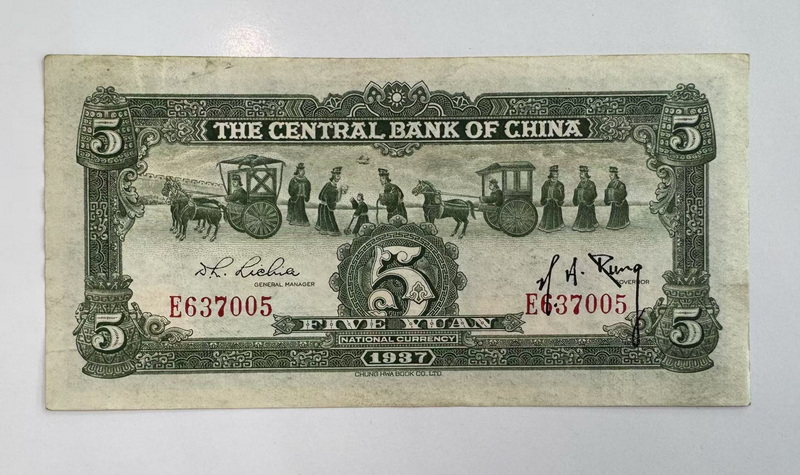 5 5
THE CENTRAL BANK OF CHINA
GENERAL MANAGER
H. H. Kung
GOVERNOR
5
E637005 E637005
FIVE YUAN
5 NATIONAL CURRENCY 5
1937
CHUNG HWA BOOK CO., LTD.